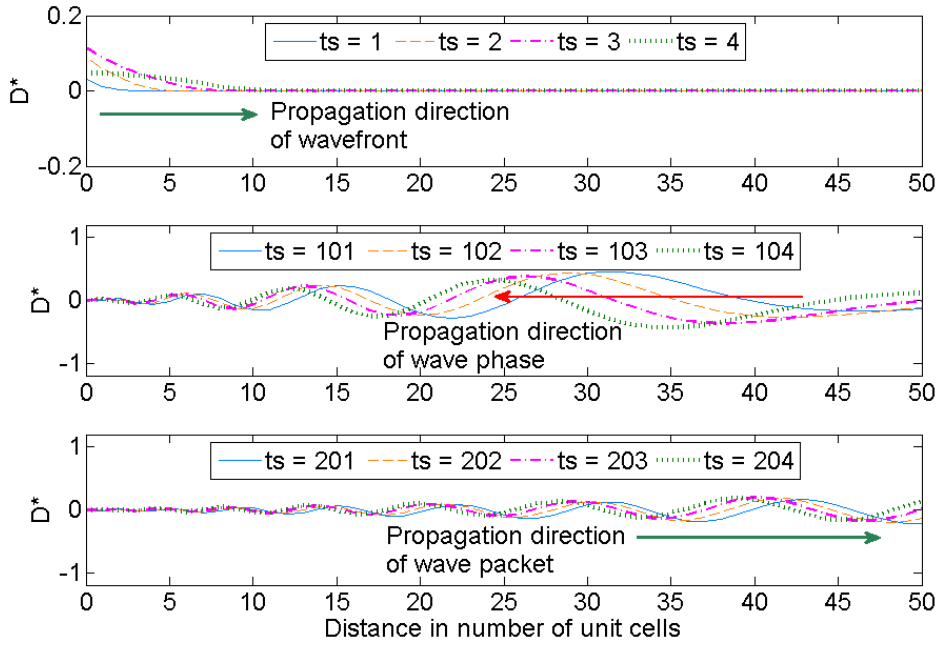 0.2
ts = 1 ts = 2 ts = 3 ts = 4
D*
0
Propagation direction
of wavefront
-0.2
0 5 10 15 20 25 30 35 40 45 50
1
ts = 101 ts = 102 ts = 103 ts = 104
D*
0
Propagation direction
of wave phase
-1
0 5 10 15 20 25 30 35 40 45 50
1
ts = 201 ts = 202 ts = 203 ts = 204
D*
0
Propagation direction
of wave packet
-1
0 5 10 15 20 25 30 35 40 45 50
Distance in number of unit cells